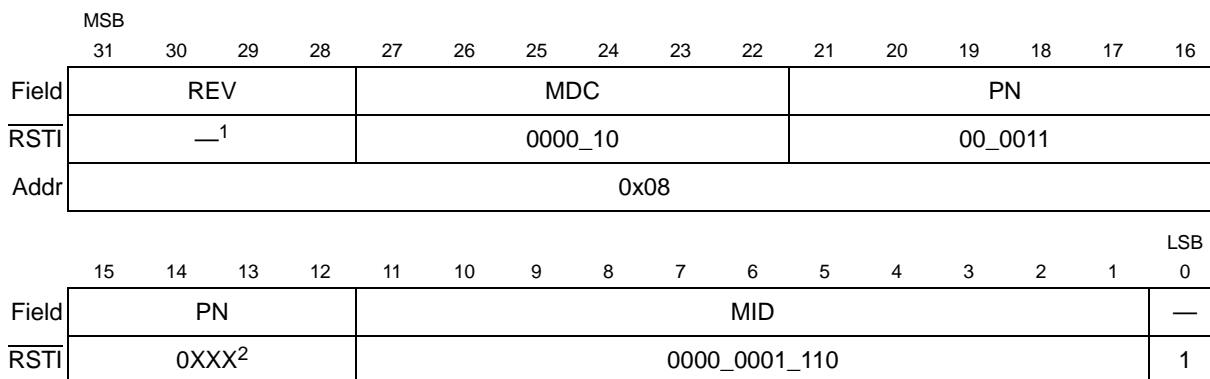 MSB
31 30 29 28 27 26 25 24 23 22 21 20 19 18 17 16
Field REV MDC PN
RSTI —1 0000_10 00_0011
Addr 0x08
LSB
15 14 13 12 11 10 9 8 7 6 5 4 3 2 1 0
Field PN MID —
RSTI 0XXX2 0000_0001_110 1